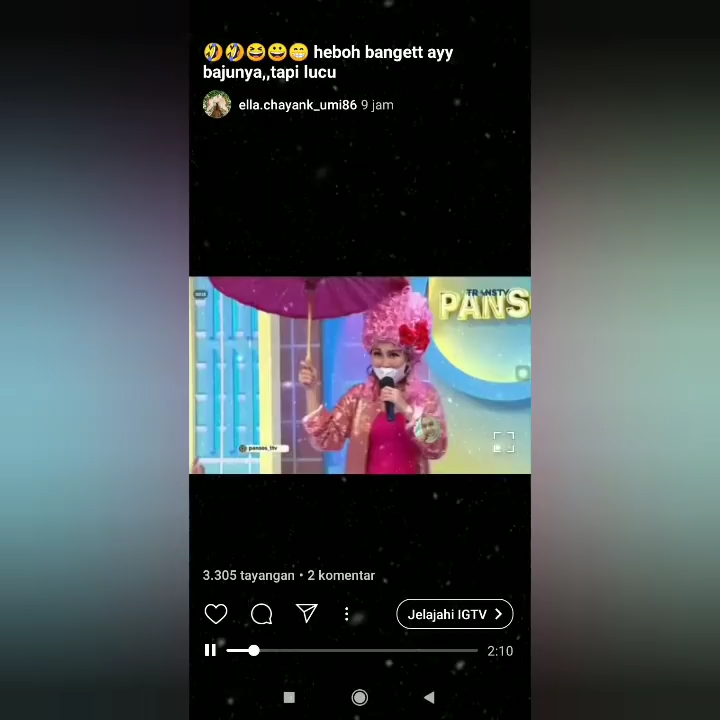 🤣🤣😆😀😁 heboh bangett ayy
bajunya,,tapi lucu
ella.chayank_umi86 9 jam
TRANSTV
PANS
pansos_ttv
3.305 tayangan • 2 komentar
Jelajahi IGTV
2:10